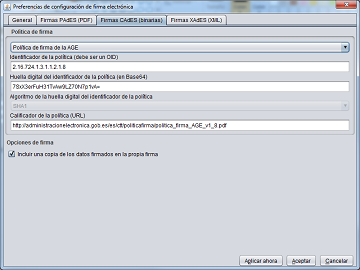 Preferencias de configuración de firma electrónica
General
Firmas PAdES (PDF)
Firmas CAdES (binarias)
Firmas XAdES (XML)
Política de firma
Política de firma de la AGE
Identificador de la política (debe ser un OID)
2.16.724.1.3.1.1.2.1.8
Huella digital del identificador de la política (en Base64)
7SxX3erFuH31TvAw9LZ70N7p1vA=
Algoritmo de la huella digital del identificador de la política
SHA1
Calificador de la política (URL)
http://administracionelectronica.gob.es/es/ctt/politicafirma/politica_firma_AGE_v1_8.pdf
Opciones de firma
Incluir una copia de los datos firmados en la propia firma
Aplicar ahora
Aceptar
Cancelar